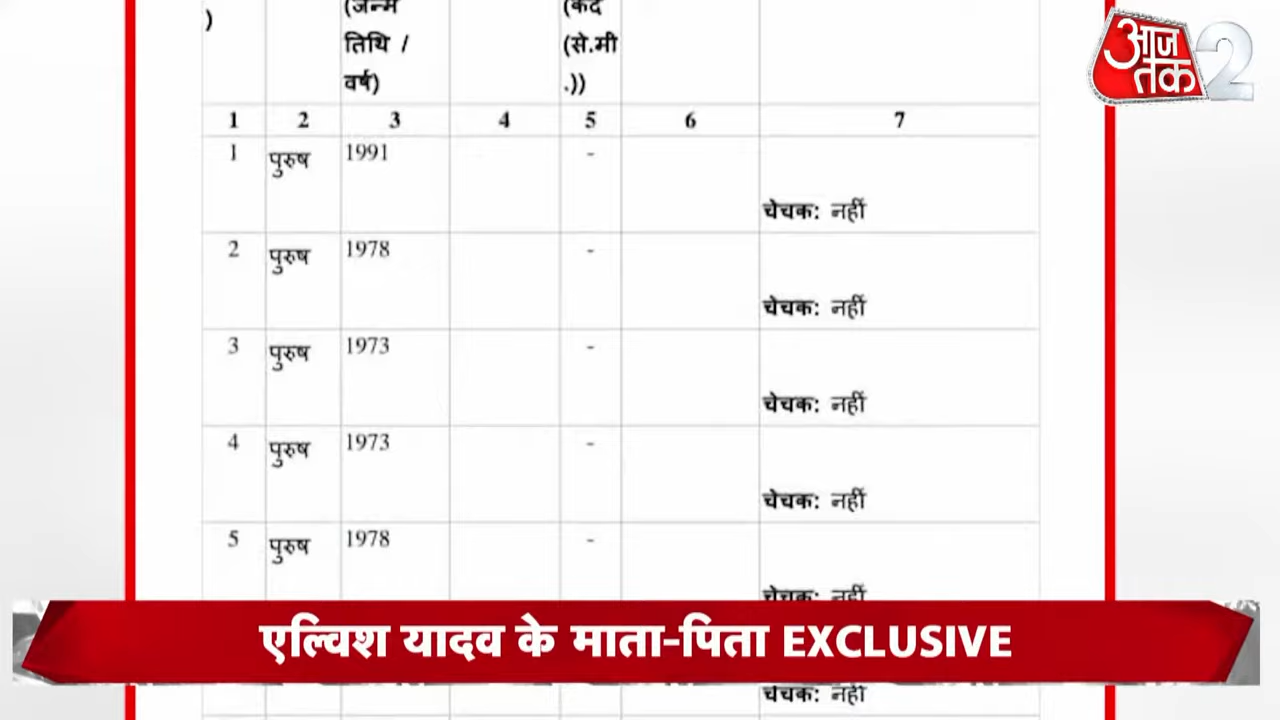 )
(जन्म
तिथि /
वर्ष)
(कद
(से.मी
.))
आज तक 2
1 2 3 4 5 6 7
1 पुरुष 1991 -
चेचक: नहीं
2 पुरुष 1978 -
चेचक: नहीं
3 पुरुष 1973 -
चेचक: नहीं
4 पुरुष 1973 -
चेचक: नहीं
5 पुरुष 1978 -
चेचक: नहीं
एल्विश यादव के माता-पिता EXCLUSIVE
चेचक: नहीं